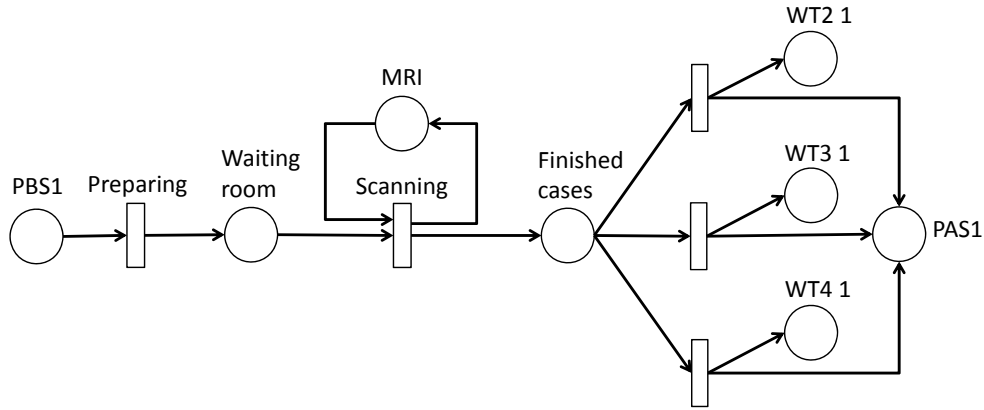 WT2 1
MRI
Waiting
room
Finished
cases
WT3 1
PBS1
Preparing
Scanning
PAS1
WT4 1